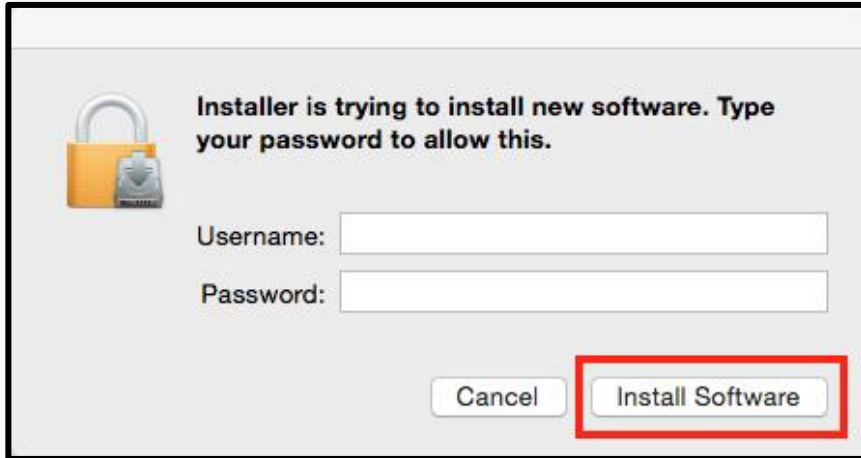 Installer is trying to install new software. Type
your password to allow this.
Username:
Password:
Cancel
Install Software